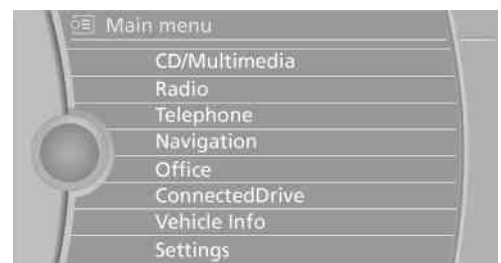 Main menu
CD/Multimedia
Radio
Telephone
Navigation
Office
ConnectedDrive
Vehicle Info
Settings